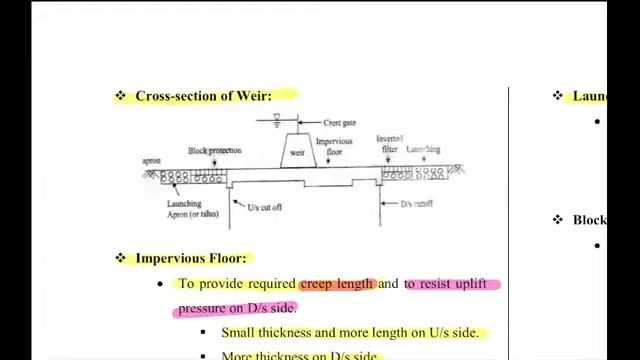 ❖ Cross-section of Weir:
Crest gate
Block protection
weir
Impervious
floor
Inverted
filter
Launching
apron
Launching
Apron (or talus)
U/s cut off
D/s cutoff
❖ Impervious Floor:
• To provide required creep length and to resist uplift
pressure on D/s side.
▪ Small thickness and more length on U/s side.
▪ More thickness on D/s side.
❖ Laun
•
❖ Block
•